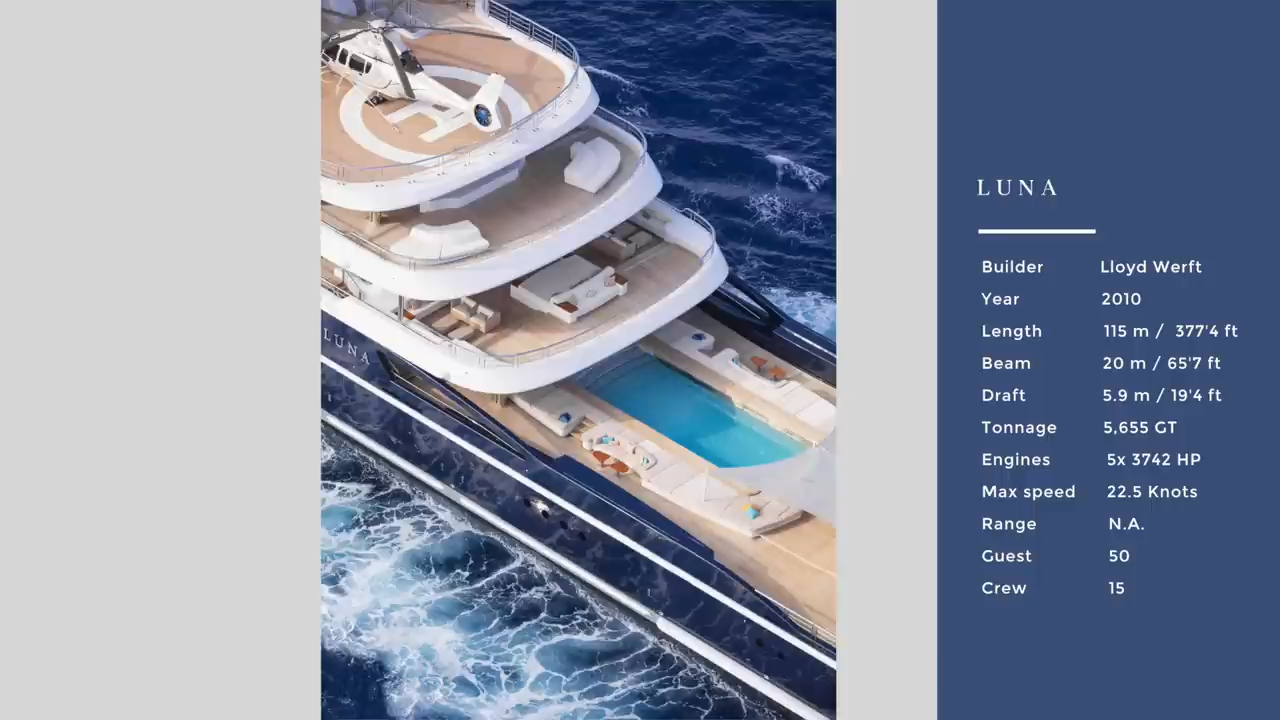 LUNA
LUNA
Builder Lloyd Werft
Year 2010
Length 115 m / 377'4 ft
Beam 20 m / 65'7 ft
Draft 5.9 m / 19'4 ft
Tonnage 5,655 GT
Engines 5x 3742 HP
Max speed 22.5 Knots
Range N.A.
Guest 50
Crew 15